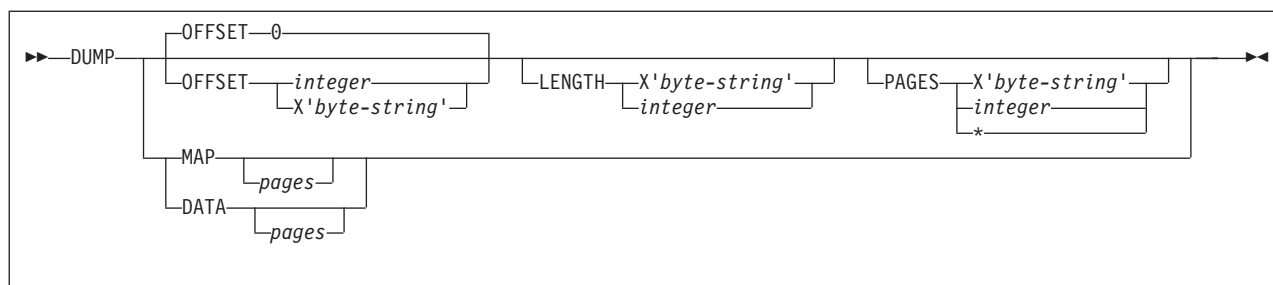 OFFSET 0
DUMP
OFFSET integer LENGTH X'byte-string' PAGES X'byte-string'
X'byte-string' integer integer
*
MAP
pages
DATA
pages